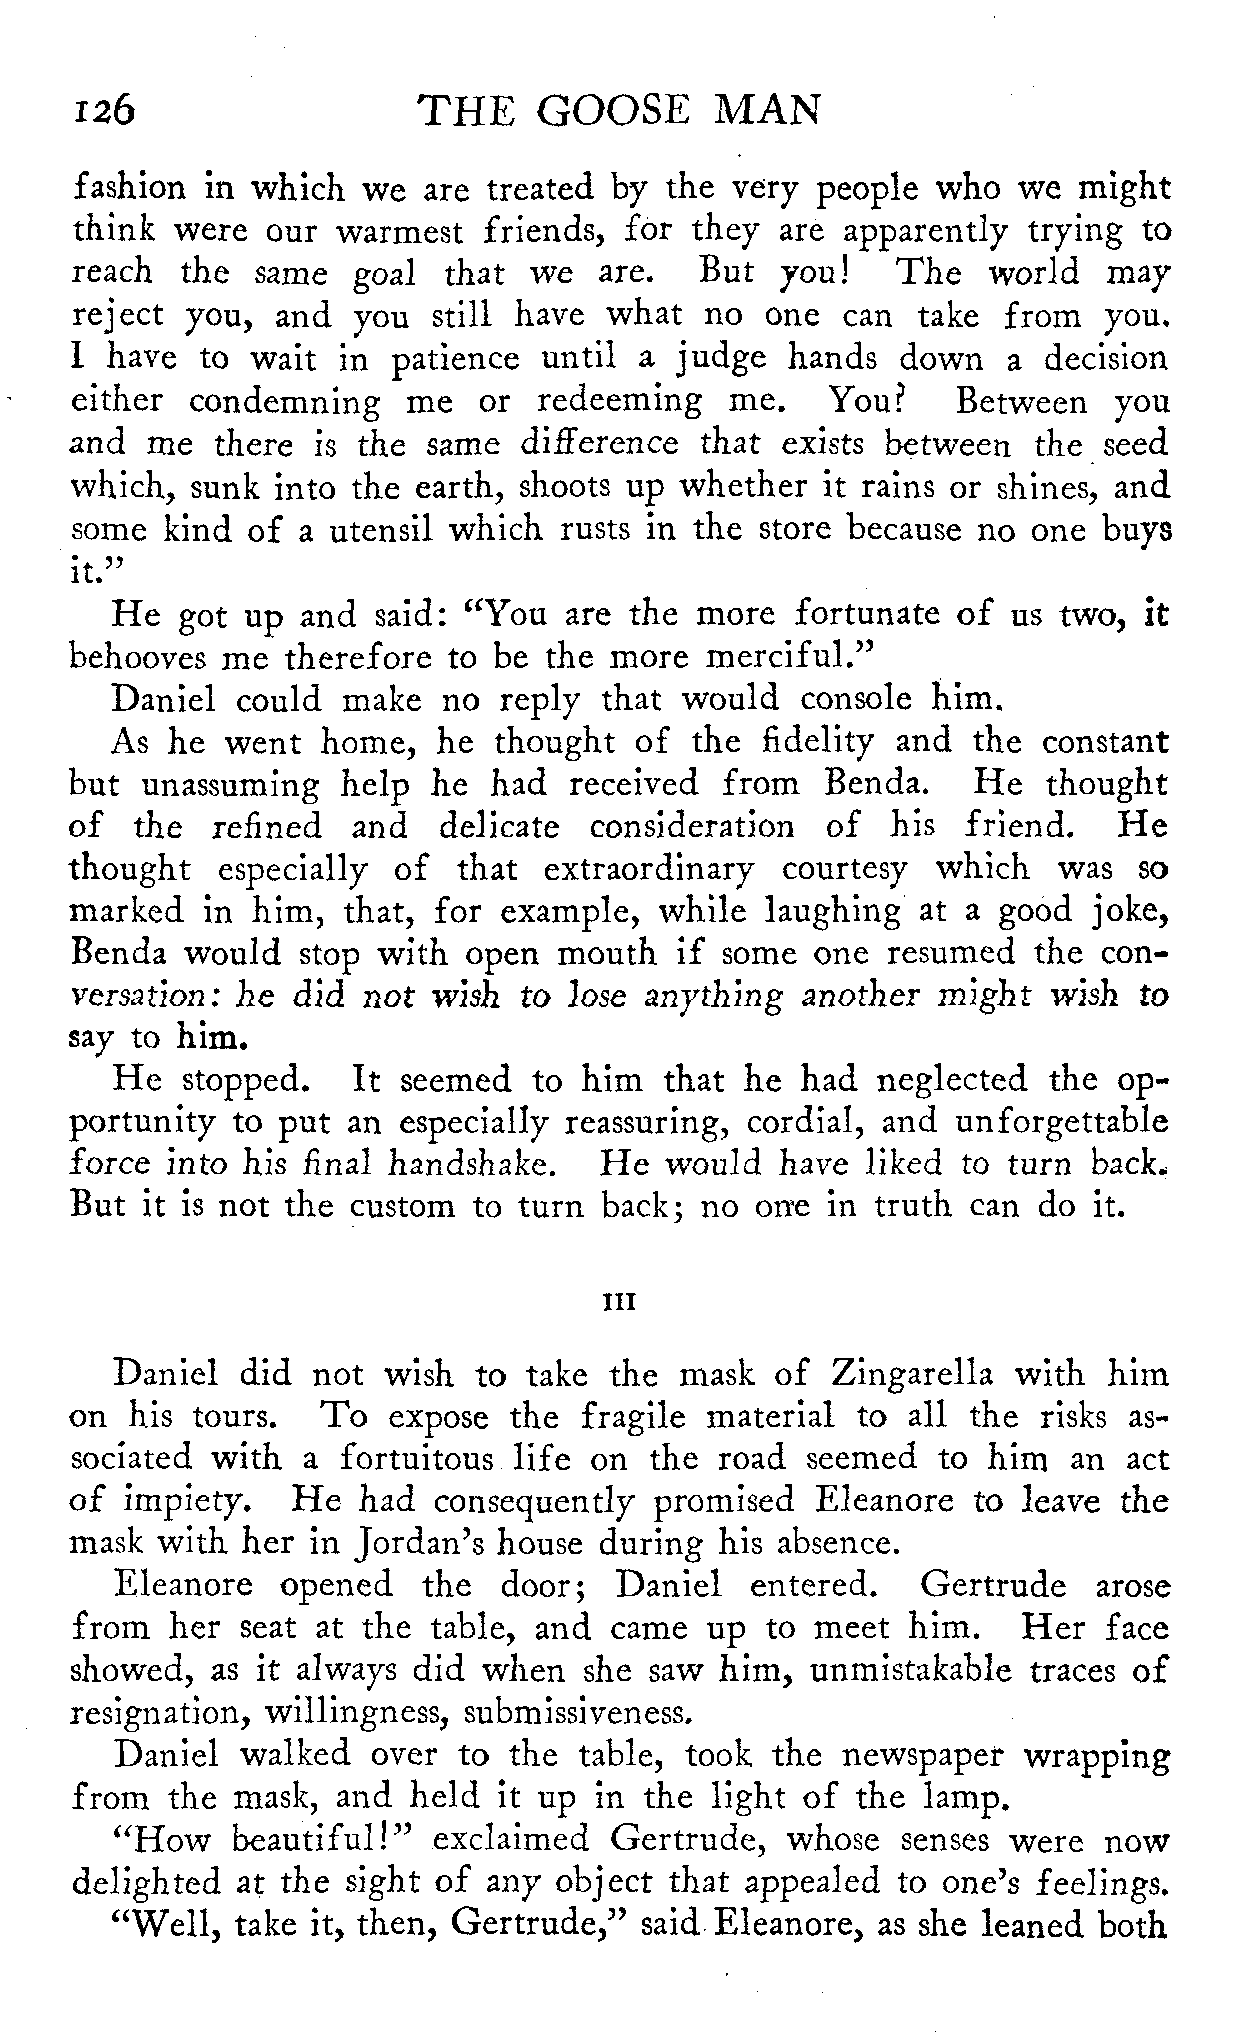 126 THE GOOSE MAN
fashion in which we are treated by the very people who we might
think were our warmest friends, for they are apparently trying to
reach the same goal that we are. But you! The world may
reject you, and you still have what no one can take from you.
I have to wait in patience until a judge hands down a decision
either condemning me or redeeming me. You? Between you
and me there is the same difference that exists between the seed
which, sunk into the earth, shoots up whether it rains or shines, and
some kind of a utensil which rusts in the store because no one buys
it.”
He got up and said: “You are the more fortunate of us two, it
behooves me therefore to be the more merciful.”
Daniel could make no reply that would console him.
As he went home, he thought of the fidelity and the constant
but unassuming help he had received from Benda. He thought
of the refined and delicate consideration of his friend. He
thought especially of that extraordinary courtesy which was so
marked in him, that, for example, while laughing at a good joke,
Benda would stop with open mouth if some one resumed the con-
versation: he did not wish to lose anything another might wish to
say to him.
He stopped. It seemed to him that he had neglected the op-
portunity to put an especially reassuring, cordial, and unforgettable
force into his final handshake. He would have liked to turn back.
But it is not the custom to turn back; no one in truth can do it.
III
Daniel did not wish to take the mask of Zingarella with him
on his tours. To expose the fragile material to all the risks as-
sociated with a fortuitous life on the road seemed to him an act
of impiety. He had consequently promised Eleanore to leave the
mask with her in Jordan’s house during his absence.
Eleanore opened the door; Daniel entered. Gertrude arose
from her seat at the table, and came up to meet him. Her face
showed, as it always did when she saw him, unmistakable traces of
resignation, willingness, submissiveness.
Daniel walked over to the table, took the newspaper wrapping
from the mask, and held it up in the light of the lamp.
“How beautiful!” exclaimed Gertrude, whose senses were now
delighted at the sight of any object that appealed to one’s feelings.
“Well, take it, then, Gertrude,” said Eleanore, as she leaned both